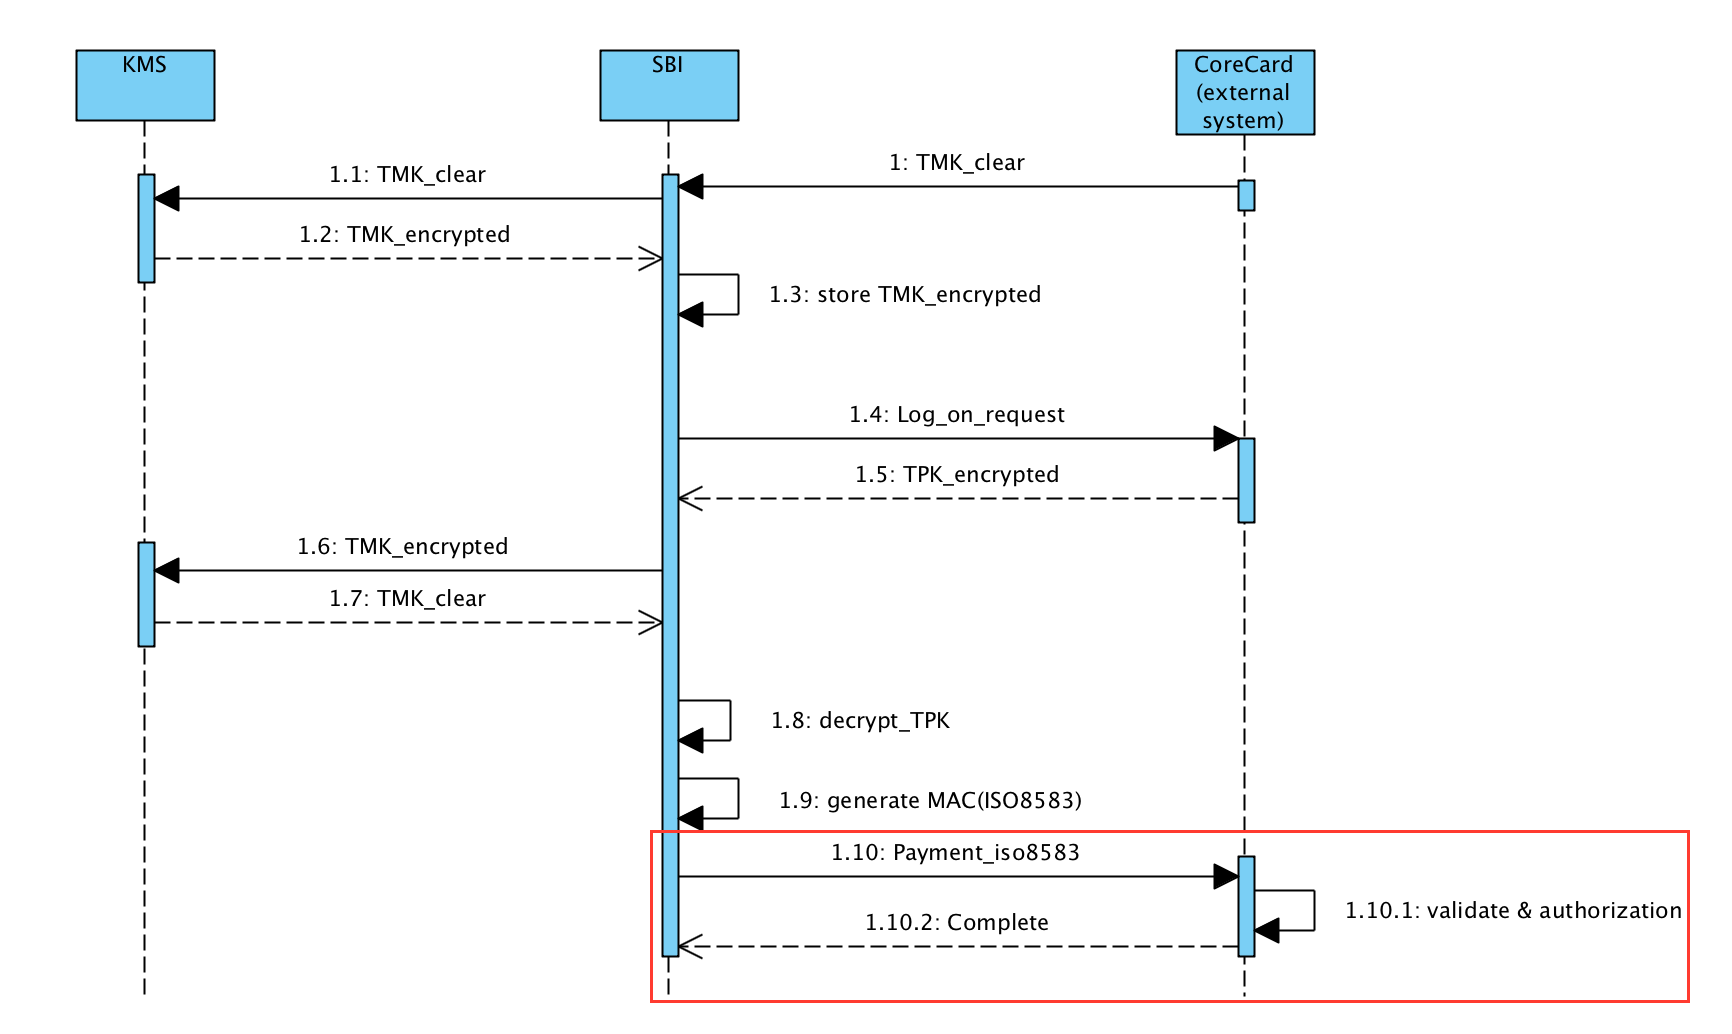 KMS
SBI
CoreCard
(external
system)
1: TMK_clear
1.1: TMK_clear
1.2: TMK_encrypted
1.3: store TMK_encrypted
1.4: Log_on_request
1.5: TPK_encrypted
1.6: TMK_encrypted
1.7: TMK_clear
1.8: decrypt_TPK
1.9: generate MAC(ISO8583)
1.10: Payment_iso8583
1.10.1: validate & authorization
1.10.2: Complete